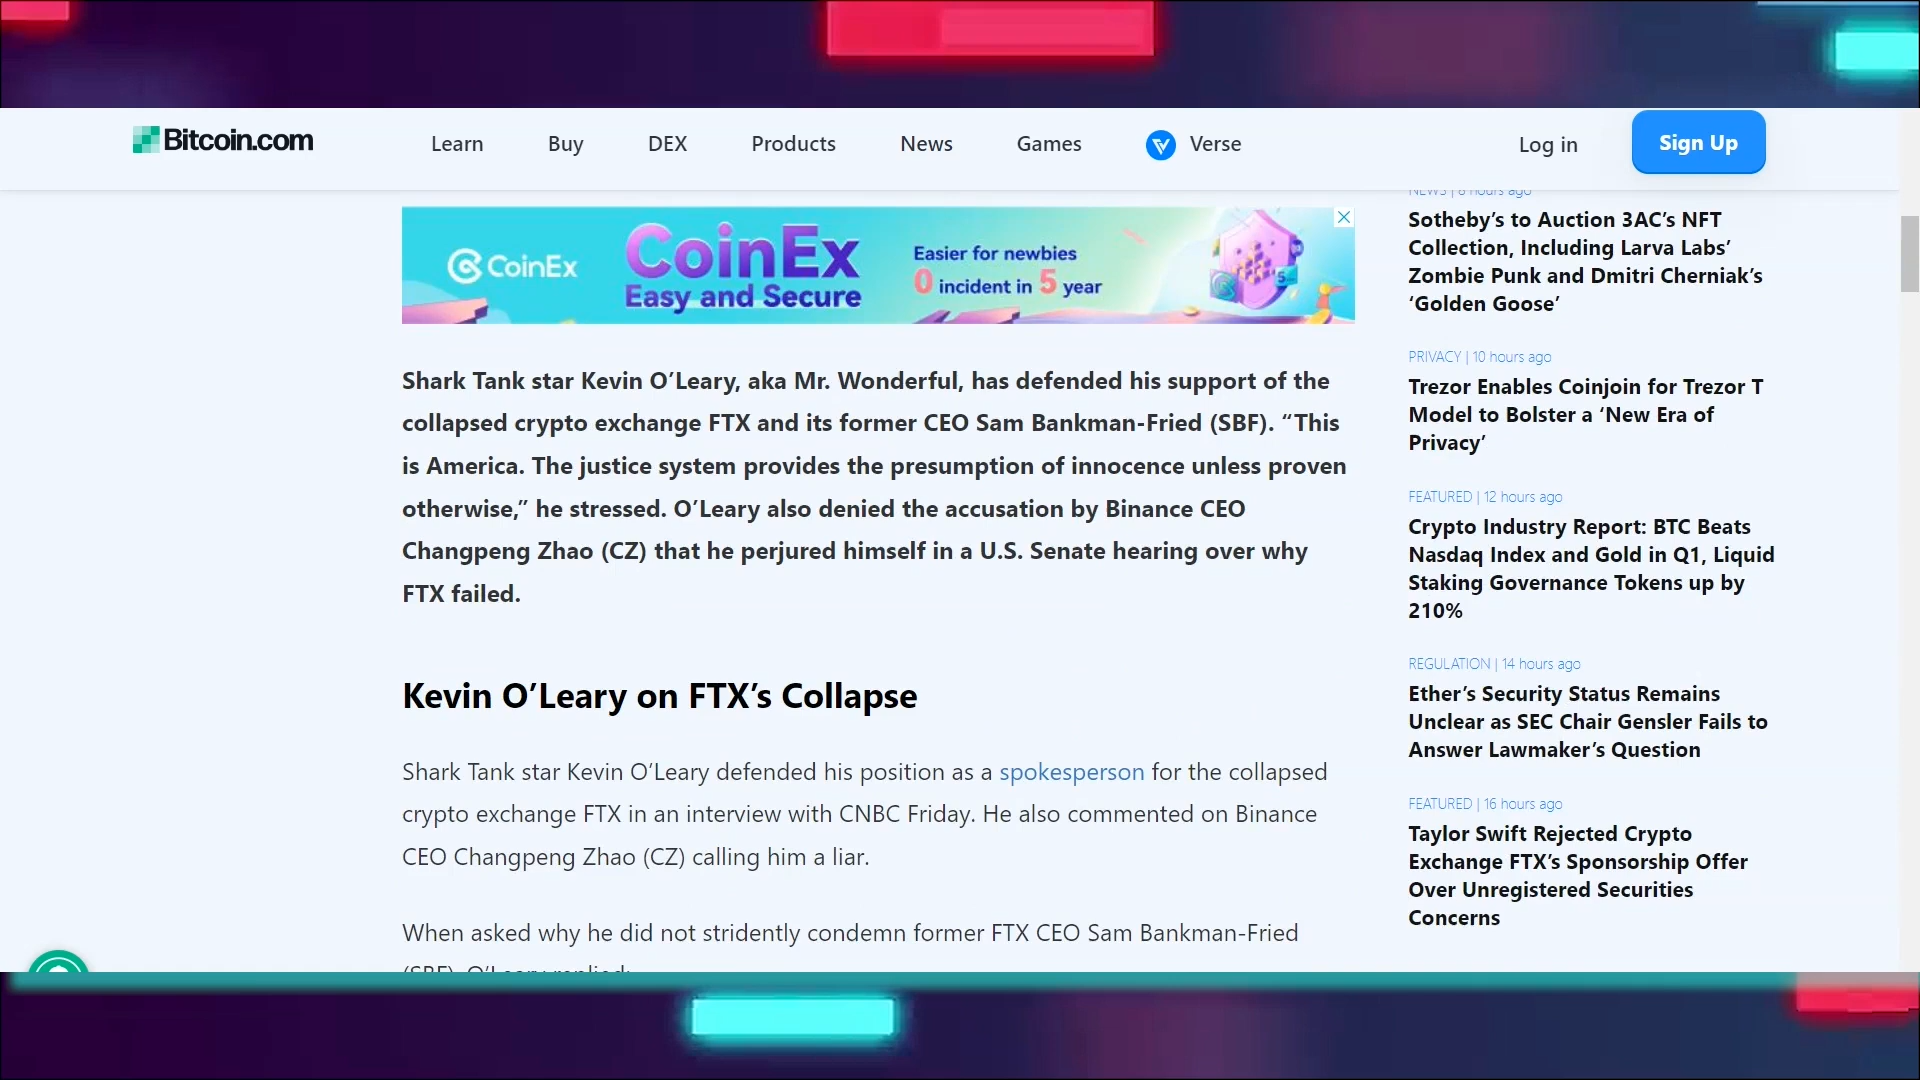 Bitcoin.com
Learn
Buy
DEX
Products
News
Games
Verse
Log in
Sign Up
CoinEx
CoinEx
Easy and Secure
Easier for newbies
0 incident in 5 year
Shark Tank star Kevin O’Leary, aka Mr. Wonderful, has defended his support of the
collapsed crypto exchange FTX and its former CEO Sam Bankman-Fried (SBF). “This
is America. The justice system provides the presumption of innocence unless proven
otherwise,” he stressed. O’Leary also denied the accusation by Binance CEO
Changpeng Zhao (CZ) that he perjured himself in a U.S. Senate hearing over why
FTX failed.
Kevin O’Leary on FTX’s Collapse
Shark Tank star Kevin O’Leary defended his position as a spokesperson for the collapsed
crypto exchange FTX in an interview with CNBC Friday. He also commented on Binance
CEO Changpeng Zhao (CZ) calling him a liar.
When asked why he did not stridently condemn former FTX CEO Sam Bankman-Fried
(SBF), O’Leary replied:
NEWS | 8 hours ago
Sotheby’s to Auction 3AC’s NFT
Collection, Including Larva Labs’
Zombie Punk and Dmitri Cherniak’s
‘Golden Goose’
PRIVACY | 10 hours ago
Trezor Enables Coinjoin for Trezor T
Model to Bolster a ‘New Era of
Privacy’
FEATURED | 12 hours ago
Crypto Industry Report: BTC Beats
Nasdaq Index and Gold in Q1, Liquid
Staking Governance Tokens up by
210%
REGULATION | 14 hours ago
Ether’s Security Status Remains
Unclear as SEC Chair Gensler Fails to
Answer Lawmaker’s Question
FEATURED | 16 hours ago
Taylor Swift Rejected Crypto
Exchange FTX’s Sponsorship Offer
Over Unregistered Securities
Concerns